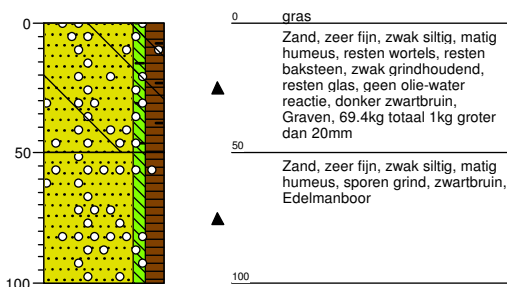 0
50
100
0
gras
Zand, zeer fijn, zwak siltig, matig
humeus, resten wortels, resten
baksteen, zwak grindhoudend,
resten glas, geen olie-water
reactie, donker zwartbruin,
Graven, 69.4kg totaal 1kg groter
dan 20mm
50
Zand, zeer fijn, zwak siltig, matig
humeus, sporen grind, zwartbruin,
Edelmanboor
100